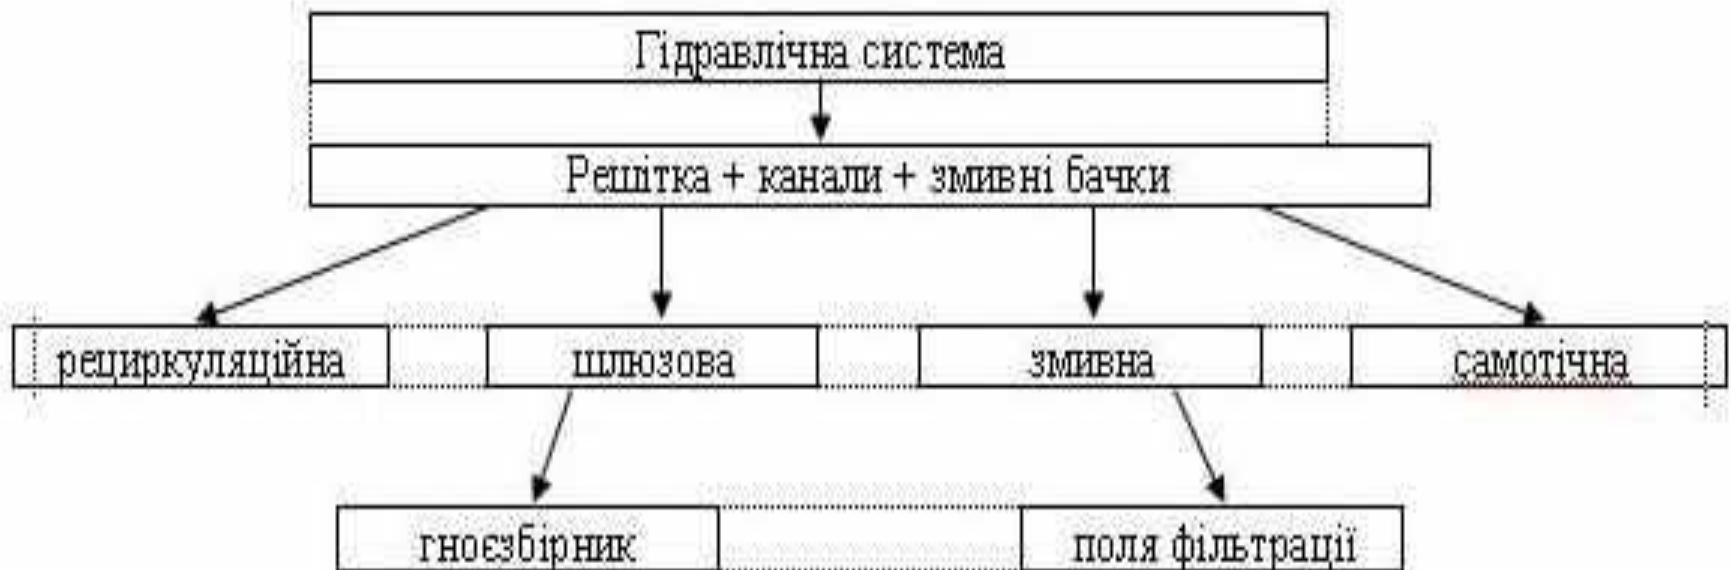 Гідравлічна система
Решітка + канали + змивні бачки
рециркуляційна
шлюзова
змивна
самотічна
гноєзбірник
поля фільтрації